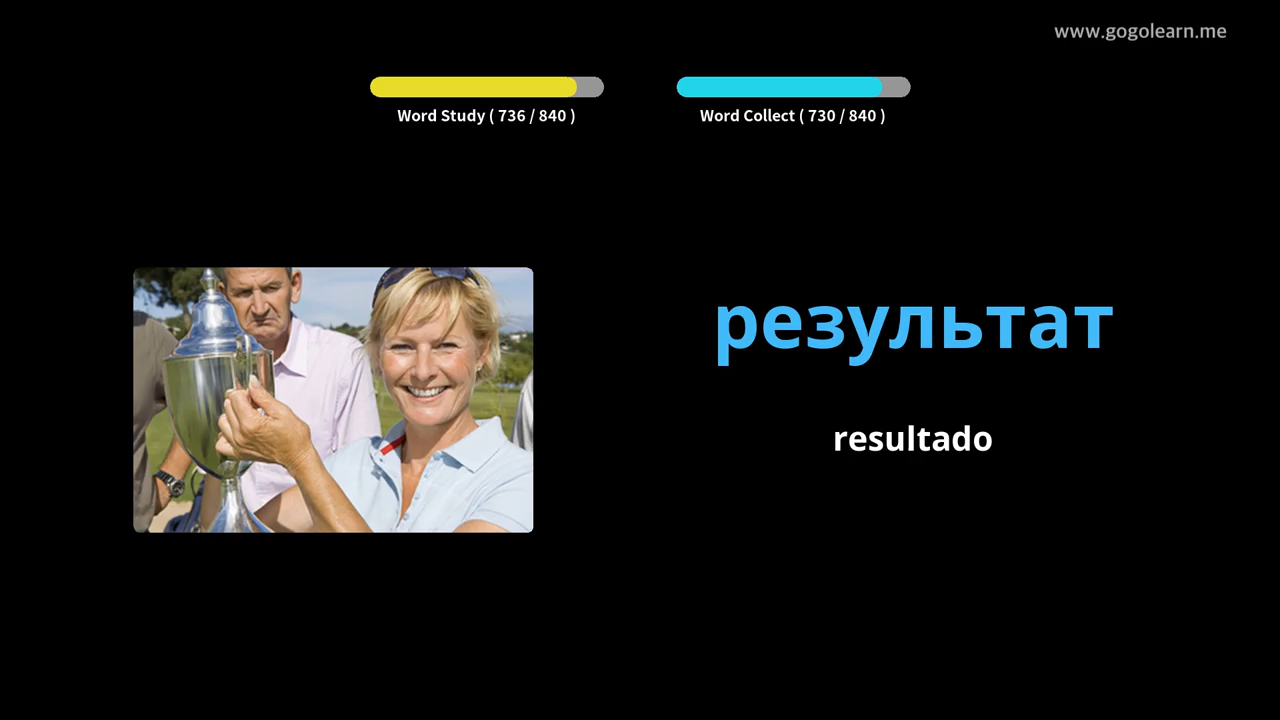 www.gogolearn.me
Word Study ( 736 / 840 )
Word Collect ( 730 / 840 )
результат
resultado